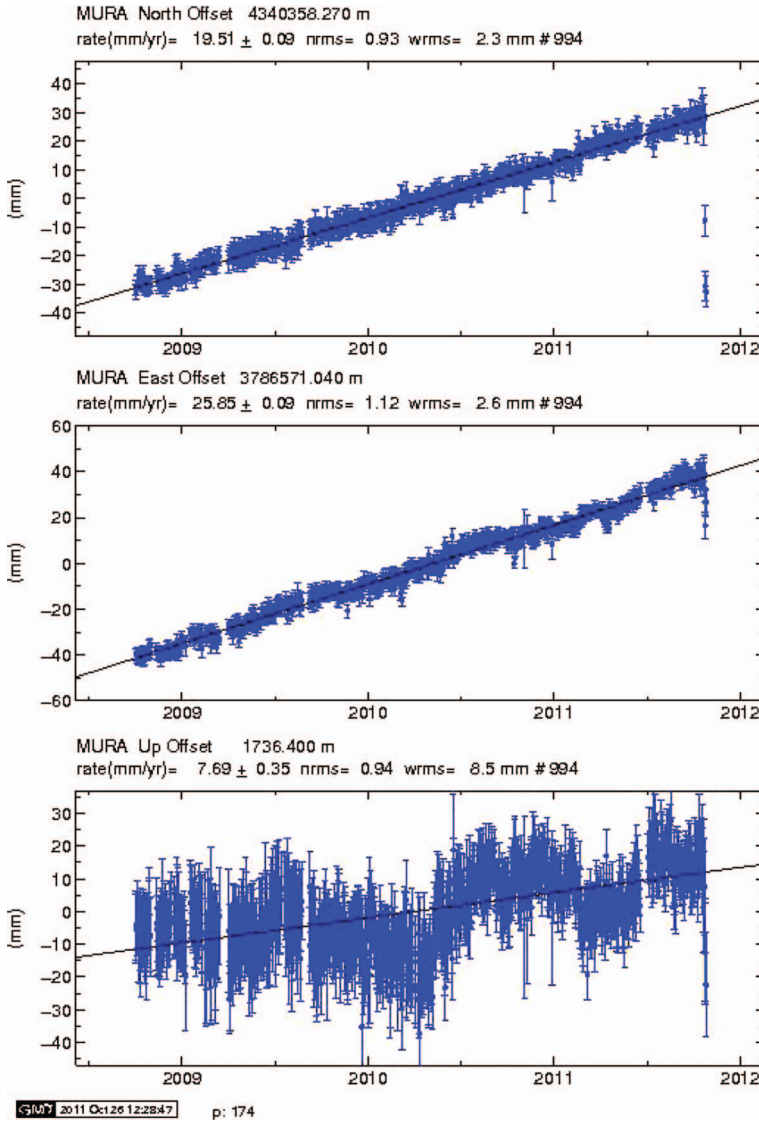 MURA North Offset 4340358.270 m
rate(mm/yr)= 19.51 ± 0.09 nrms= 0.93 wrms= 2.3 mm # 994
40
30
20
10
0
−10
−20
−30
−40
(mm)
2009 2010 2011 2012
MURA East Offset 3786571.040 m
rate(mm/yr)= 25.85 ± 0.09 nrms= 1.12 wrms= 2.6 mm # 994
60
40
20
0
−20
−40
−60
(mm)
2009 2010 2011 2012
MURA Up Offset 1736.400 m
rate(mm/yr)= 7.69 ± 0.35 nrms= 0.94 wrms= 8.5 mm # 994
30
20
10
0
−10
−20
−30
−40
(mm)
2009 2010 2011 2012
GMT 2011 Oct 26 12:28:47 p: 174